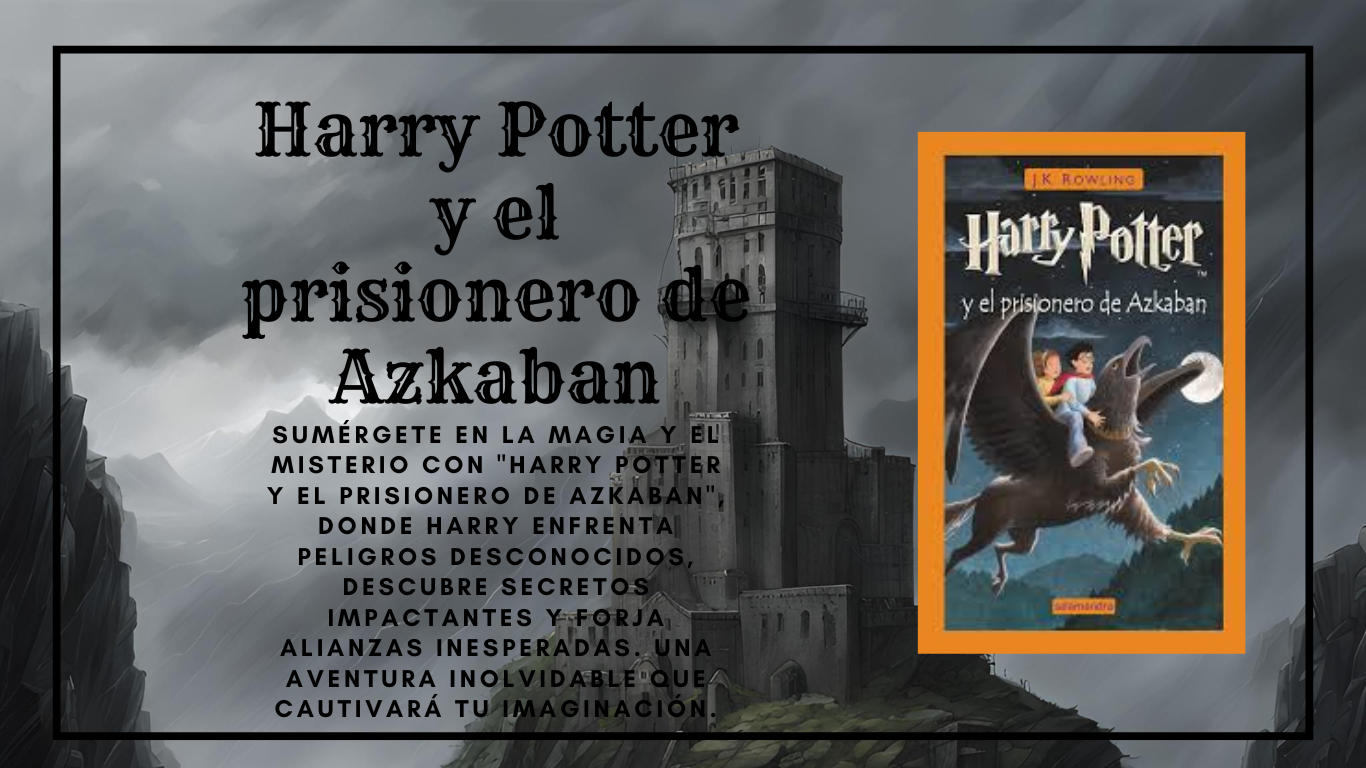 Harry Potter
y el
prisionero de
Azkaban
SUMÉRGETE EN LA MAGIA Y EL
MISTERIO CON "HARRY POTTER
Y EL PRISIONERO DE AZKABAN",
DONDE HARRY ENFRENTA
PELIGROS DESCONOCIDOS,
DESCUBRE SECRETOS
IMPACTANTES Y FORJA
ALIANZAS INESPERADAS. UNA
AVENTURA INOLVIDABLE QUE
CAUTIVARÁ TU IMAGINACIÓN.
J.K. ROWLING
Harry Potter
™
y el prisionero de Azkaban
salamandra